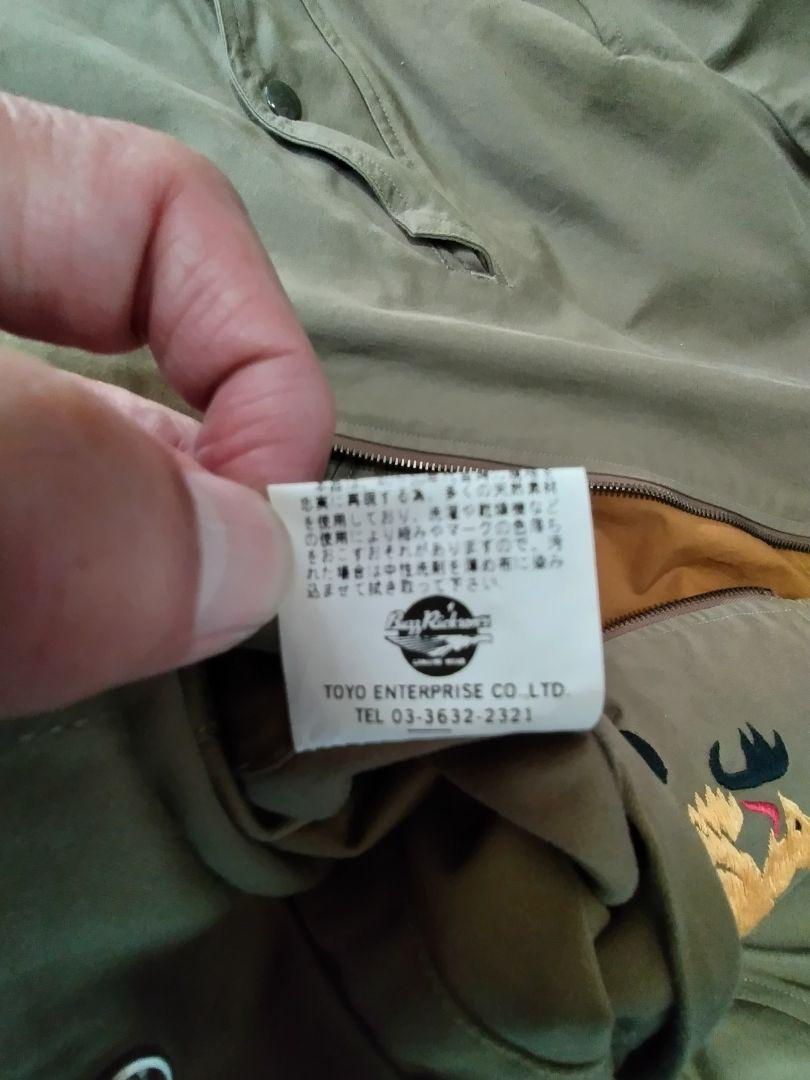 忠実に再現する為、多くの天然素材
を使用しており、洗濯や乾燥機など
の使用により縮みやマークの色落ち
をおこすおそれがありますので、汚
れた場合は中性洗剤を薄め布に染み
込ませて拭き取って下さい。
Buzz Rickson's
TOYO ENTERPRISE CO.,LTD.
TEL 03-3632-2321